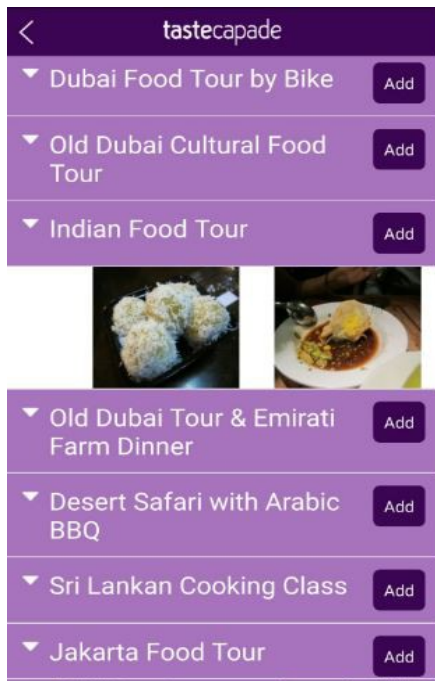 tastecapade
Dubai Food Tour by Bike
Add
Old Dubai Cultural Food
Tour
Add
Indian Food Tour
Add
Old Dubai Tour & Emirati
Farm Dinner
Add
Desert Safari with Arabic
BBQ
Add
Sri Lankan Cooking Class
Add
Jakarta Food Tour
Add